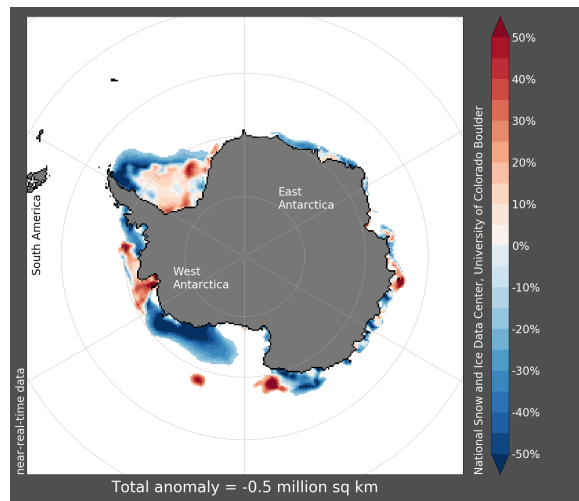 50%
40%
30%
20%
10%
0%
-10%
-20%
-30%
-40%
-50%
National Snow and Ice Data Center, University of Colorado Boulder
South America
near-real-time data
East
Antarctica
West
Antarctica
Total anomaly = -0.5 million sq km